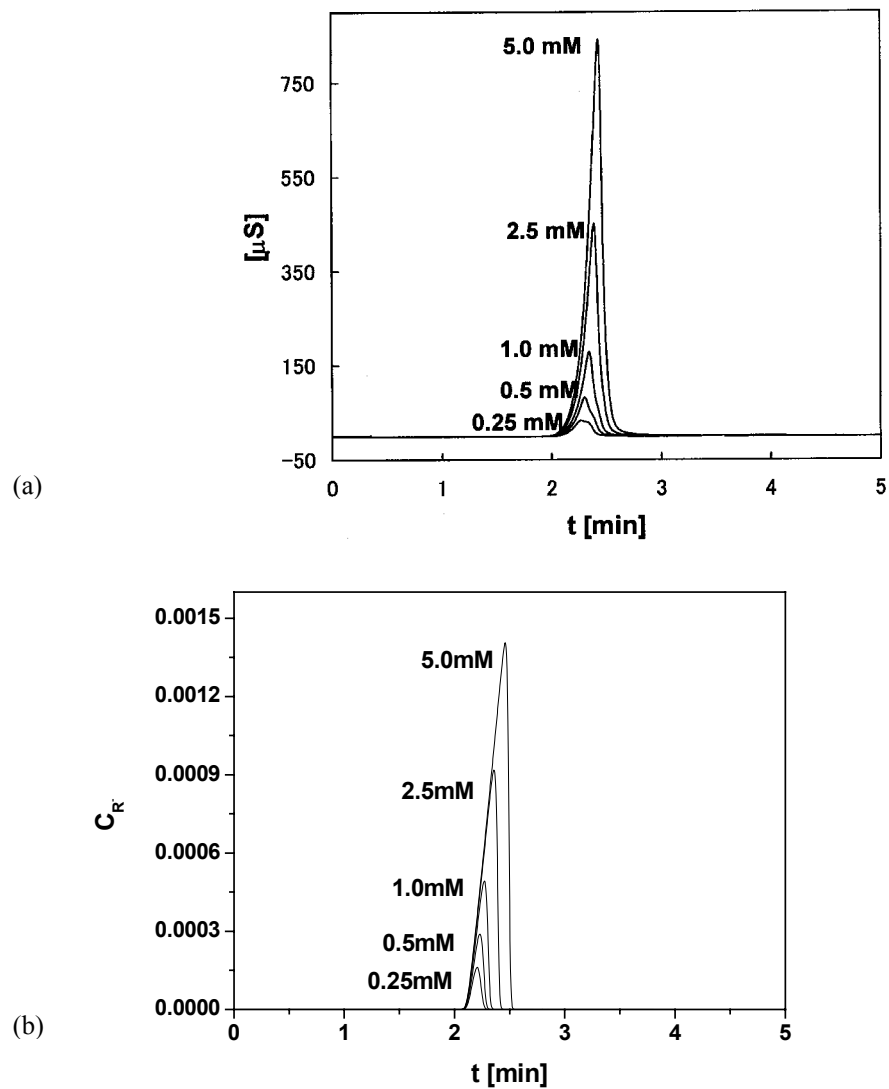 5.0 mM
750
550
[μS]
2.5 mM
350
1.0 mM
150
0.5 mM
0.25 mM
−50
(a)
0 1 2 3 4 5
t [min]
0.0015
5.0mM
0.0012
0.0009
2.5mM
C_R-
0.0006
1.0mM
0.0003
0.5mM
0.25mM
0.0000
(b)
0 1 2 3 4 5
t [min]